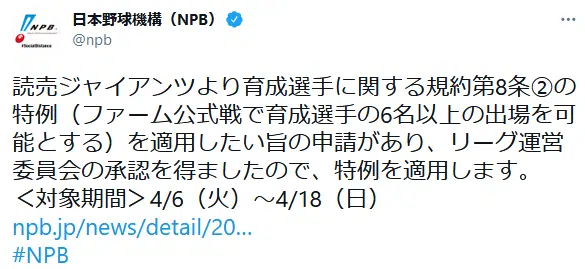 日本野球機構（NPB）
@npb
NPB
#SocialDistance
読売ジャイアンツより育成選手に関する規約第8条②の
特例（ファーム公式戦で育成選手の6名以上の出場を可
能とする）を適用したい旨の申請があり、リーグ運営
委員会の承認を得ましたので、特例を適用します。
＜対象期間＞4/6（火）～4/18（日）
npb.jp/news/detail/20…
#NPB